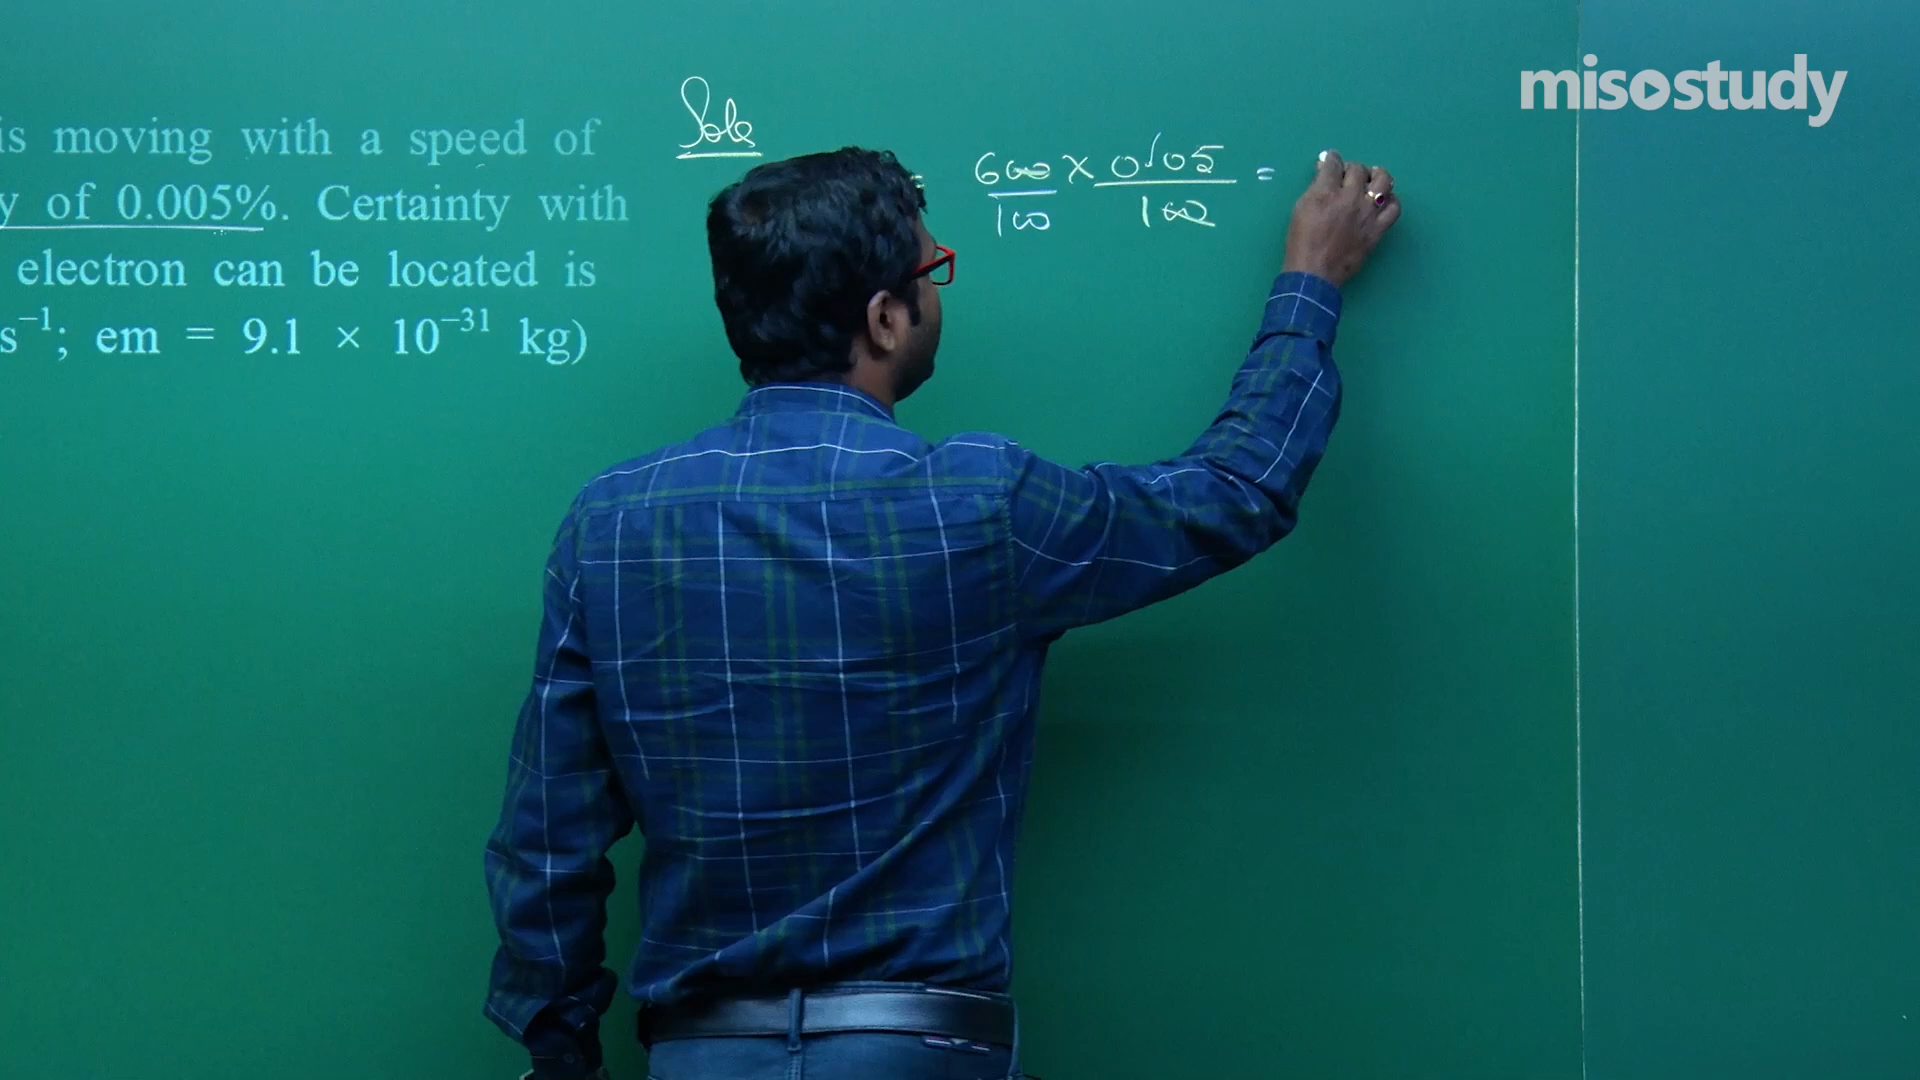 misostudy
is moving with a speed of
y of 0.005%. Certainty with
electron can be located is
s⁻¹; em = 9.1 × 10⁻³¹ kg)
Sol
= 600/100 × 0.05/100 =